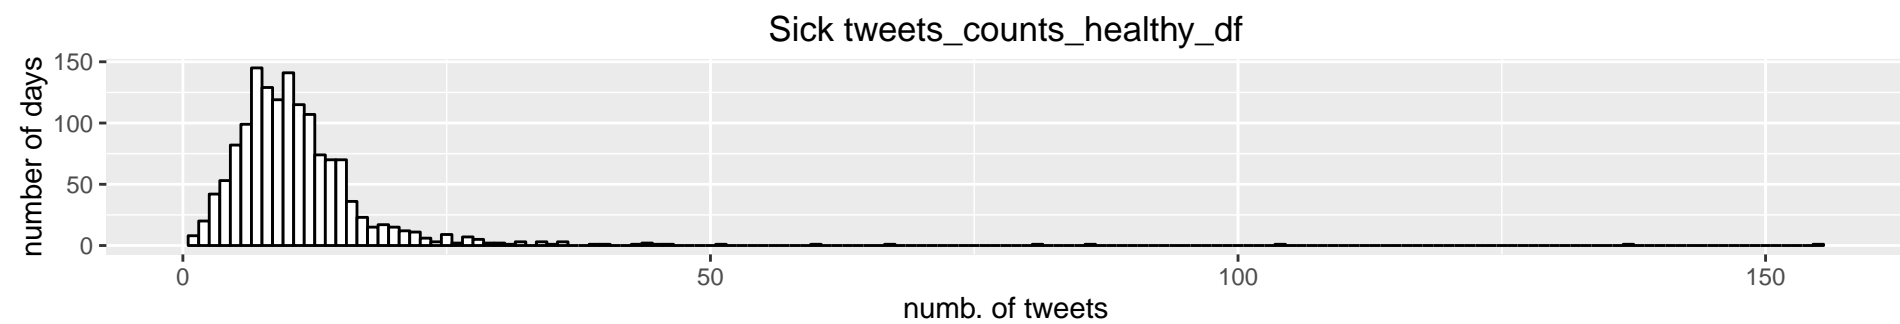 Sick tweets_counts_healthy_df
number of days
150
100
50
0
0 50 100 150
numb. of tweets